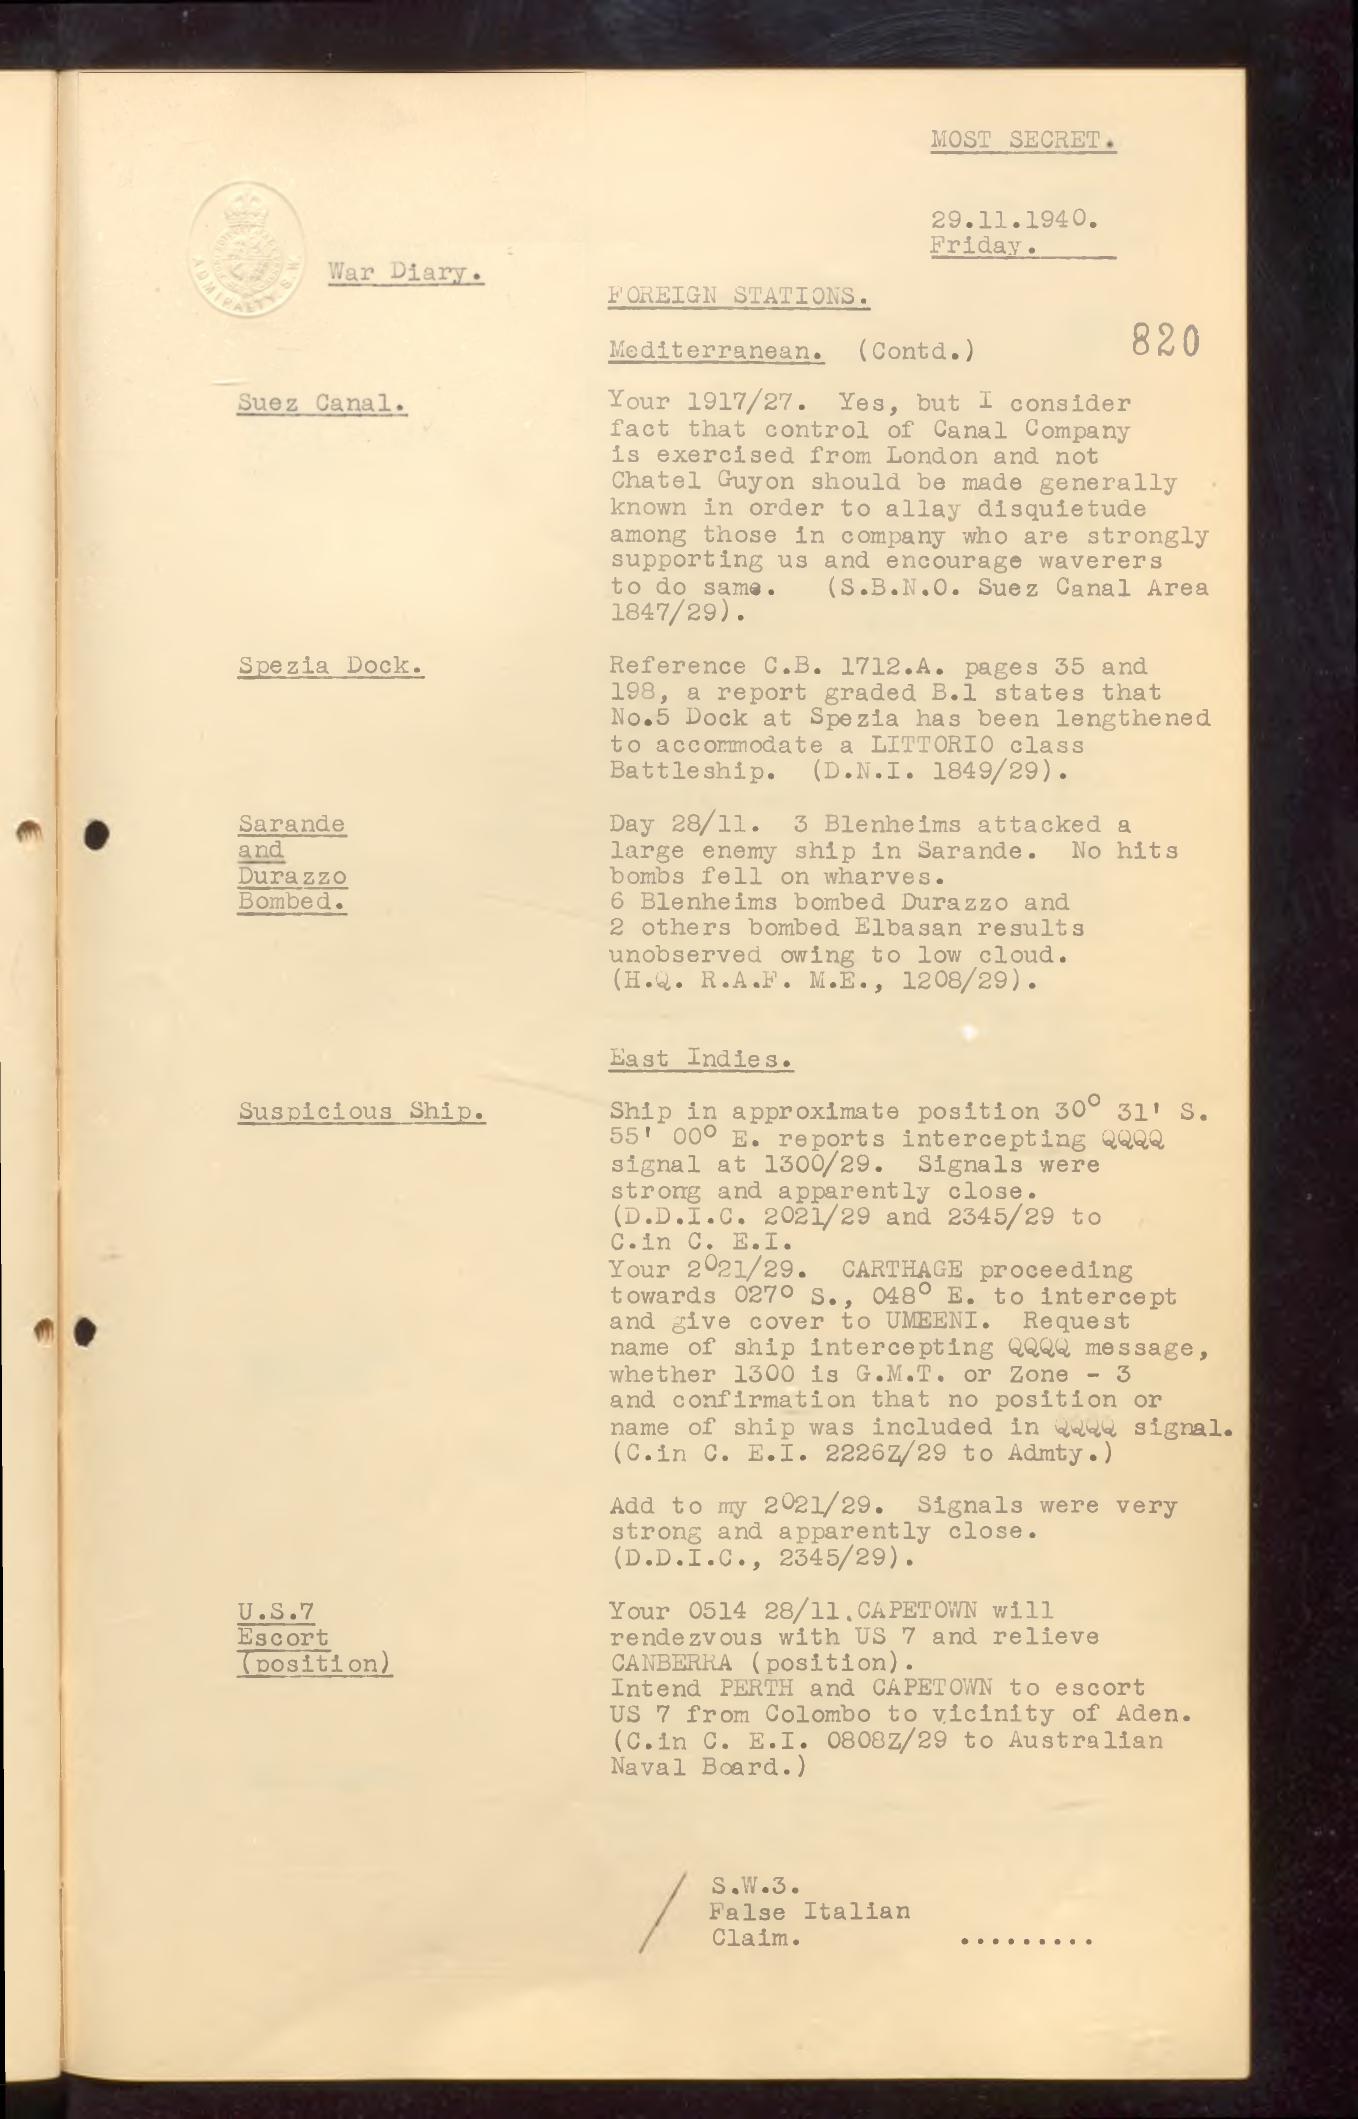 MOST SECRET.
29.11.1940.
Friday.
ADMIRALTY. S.W.
War Diary.
FOREIGN STATIONS.
Mediterranean. (Contd.)
820
Suez Canal.
Your 1917/27. Yes, but I consider
fact that control of Canal Company
is exercised from London and not
Chatel Guyon should be made generally
known in order to allay disquietude
among those in company who are strongly
supporting us and encourage waverers
to do same. (S.B.N.O. Suez Canal Area
1847/29).
Spezia Dock.
Reference C.B. 1712.A. pages 35 and
198, a report graded B.1 states that
No.5 Dock at Spezia has been lengthened
to accommodate a LITTORIO class
Battleship. (D.N.I. 1849/29).
Sarande
and
Durazzo
Bombed.
Day 28/11. 3 Blenheims attacked a
large enemy ship in Sarande. No hits
bombs fell on wharves.
6 Blenheims bombed Durazzo and
2 others bombed Elbasan results
unobserved owing to low cloud.
(H.Q. R.A.F. M.E., 1208/29).
East Indies.
Suspicious Ship.
Ship in approximate position 30° 31' S.
55' 00° E. reports intercepting QQQQ
signal at 1300/29. Signals were
strong and apparently close.
(D.D.I.C. 2021/29 and 2345/29 to
C.in C. E.I.
Your 2021/29. CARTHAGE proceeding
towards 027° S., 048° E. to intercept
and give cover to UMEENI. Request
name of ship intercepting QQQQ message,
whether 1300 is G.M.T. or Zone - 3
and confirmation that no position or
name of ship was included in QQQQ signal.
(C.in C. E.I. 2226Z/29 to Admty.)
Add to my 2021/29. Signals were very
strong and apparently close.
(D.D.I.C., 2345/29).
U.S.7
Escort
(position)
Your 0514 28/11. CAPETOWN will
rendezvous with US 7 and relieve
CANBERRA (position).
Intend PERTH and CAPETOWN to escort
US 7 from Colombo to vicinity of Aden.
(C.in C. E.I. 0808Z/29 to Australian
Naval Board.)
/ S.W.3.
False Italian
Claim. .........